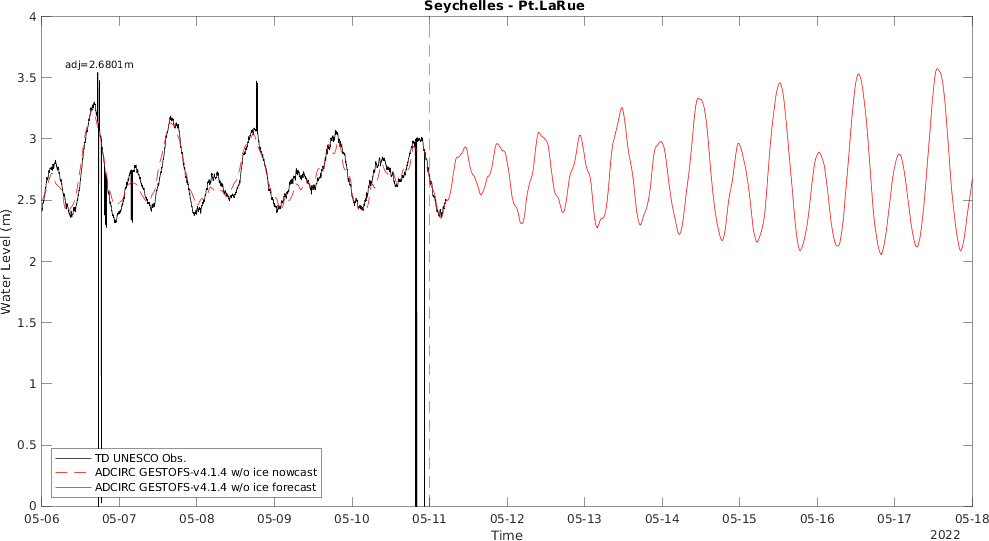 Seychelles - Pt.LaRue
adj=2.6801m
Water Level (m)
4
3.5
3
2.5
2
1.5
1
0.5
0
TD UNESCO Obs.
ADCIRC GESTOFS-v4.1.4 w/o ice nowcast
ADCIRC GESTOFS-v4.1.4 w/o ice forecast
05-06 05-07 05-08 05-09 05-10 05-11 05-12 05-13 05-14 05-15 05-16 05-17 05-18
Time
2022